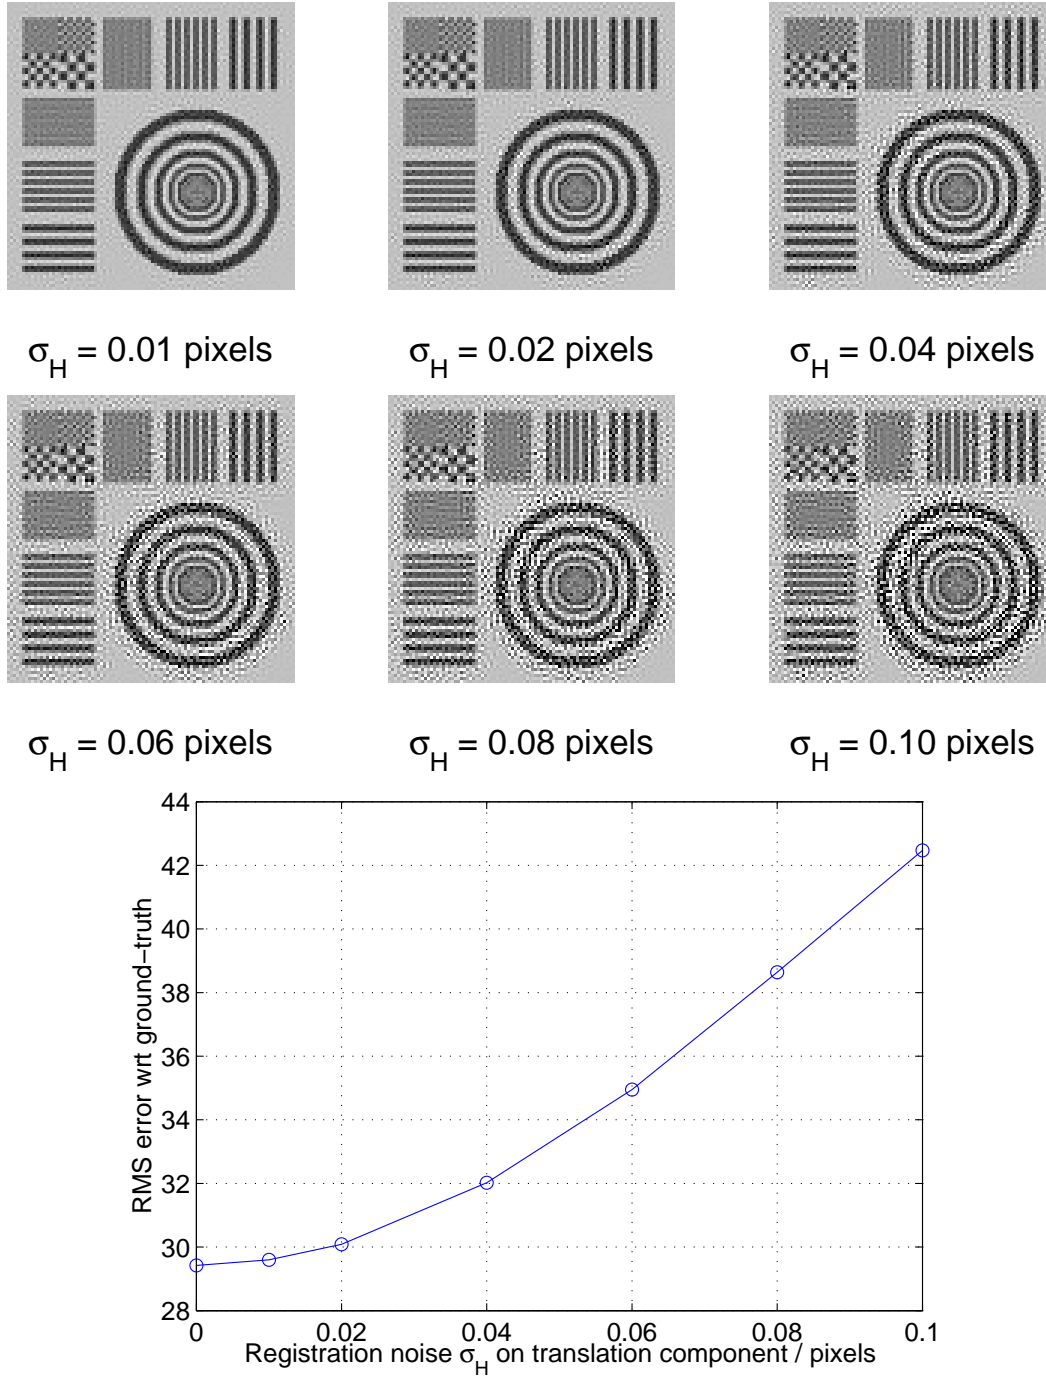 σH = 0.01 pixels
σH = 0.02 pixels
σH = 0.04 pixels
σH = 0.06 pixels
σH = 0.08 pixels
σH = 0.10 pixels
44
42
40
38
36
34
32
30
28
RMS error wrt ground−truth
0 0.02 0.04 0.06 0.08 0.1
Registration noise σH on translation component / pixels